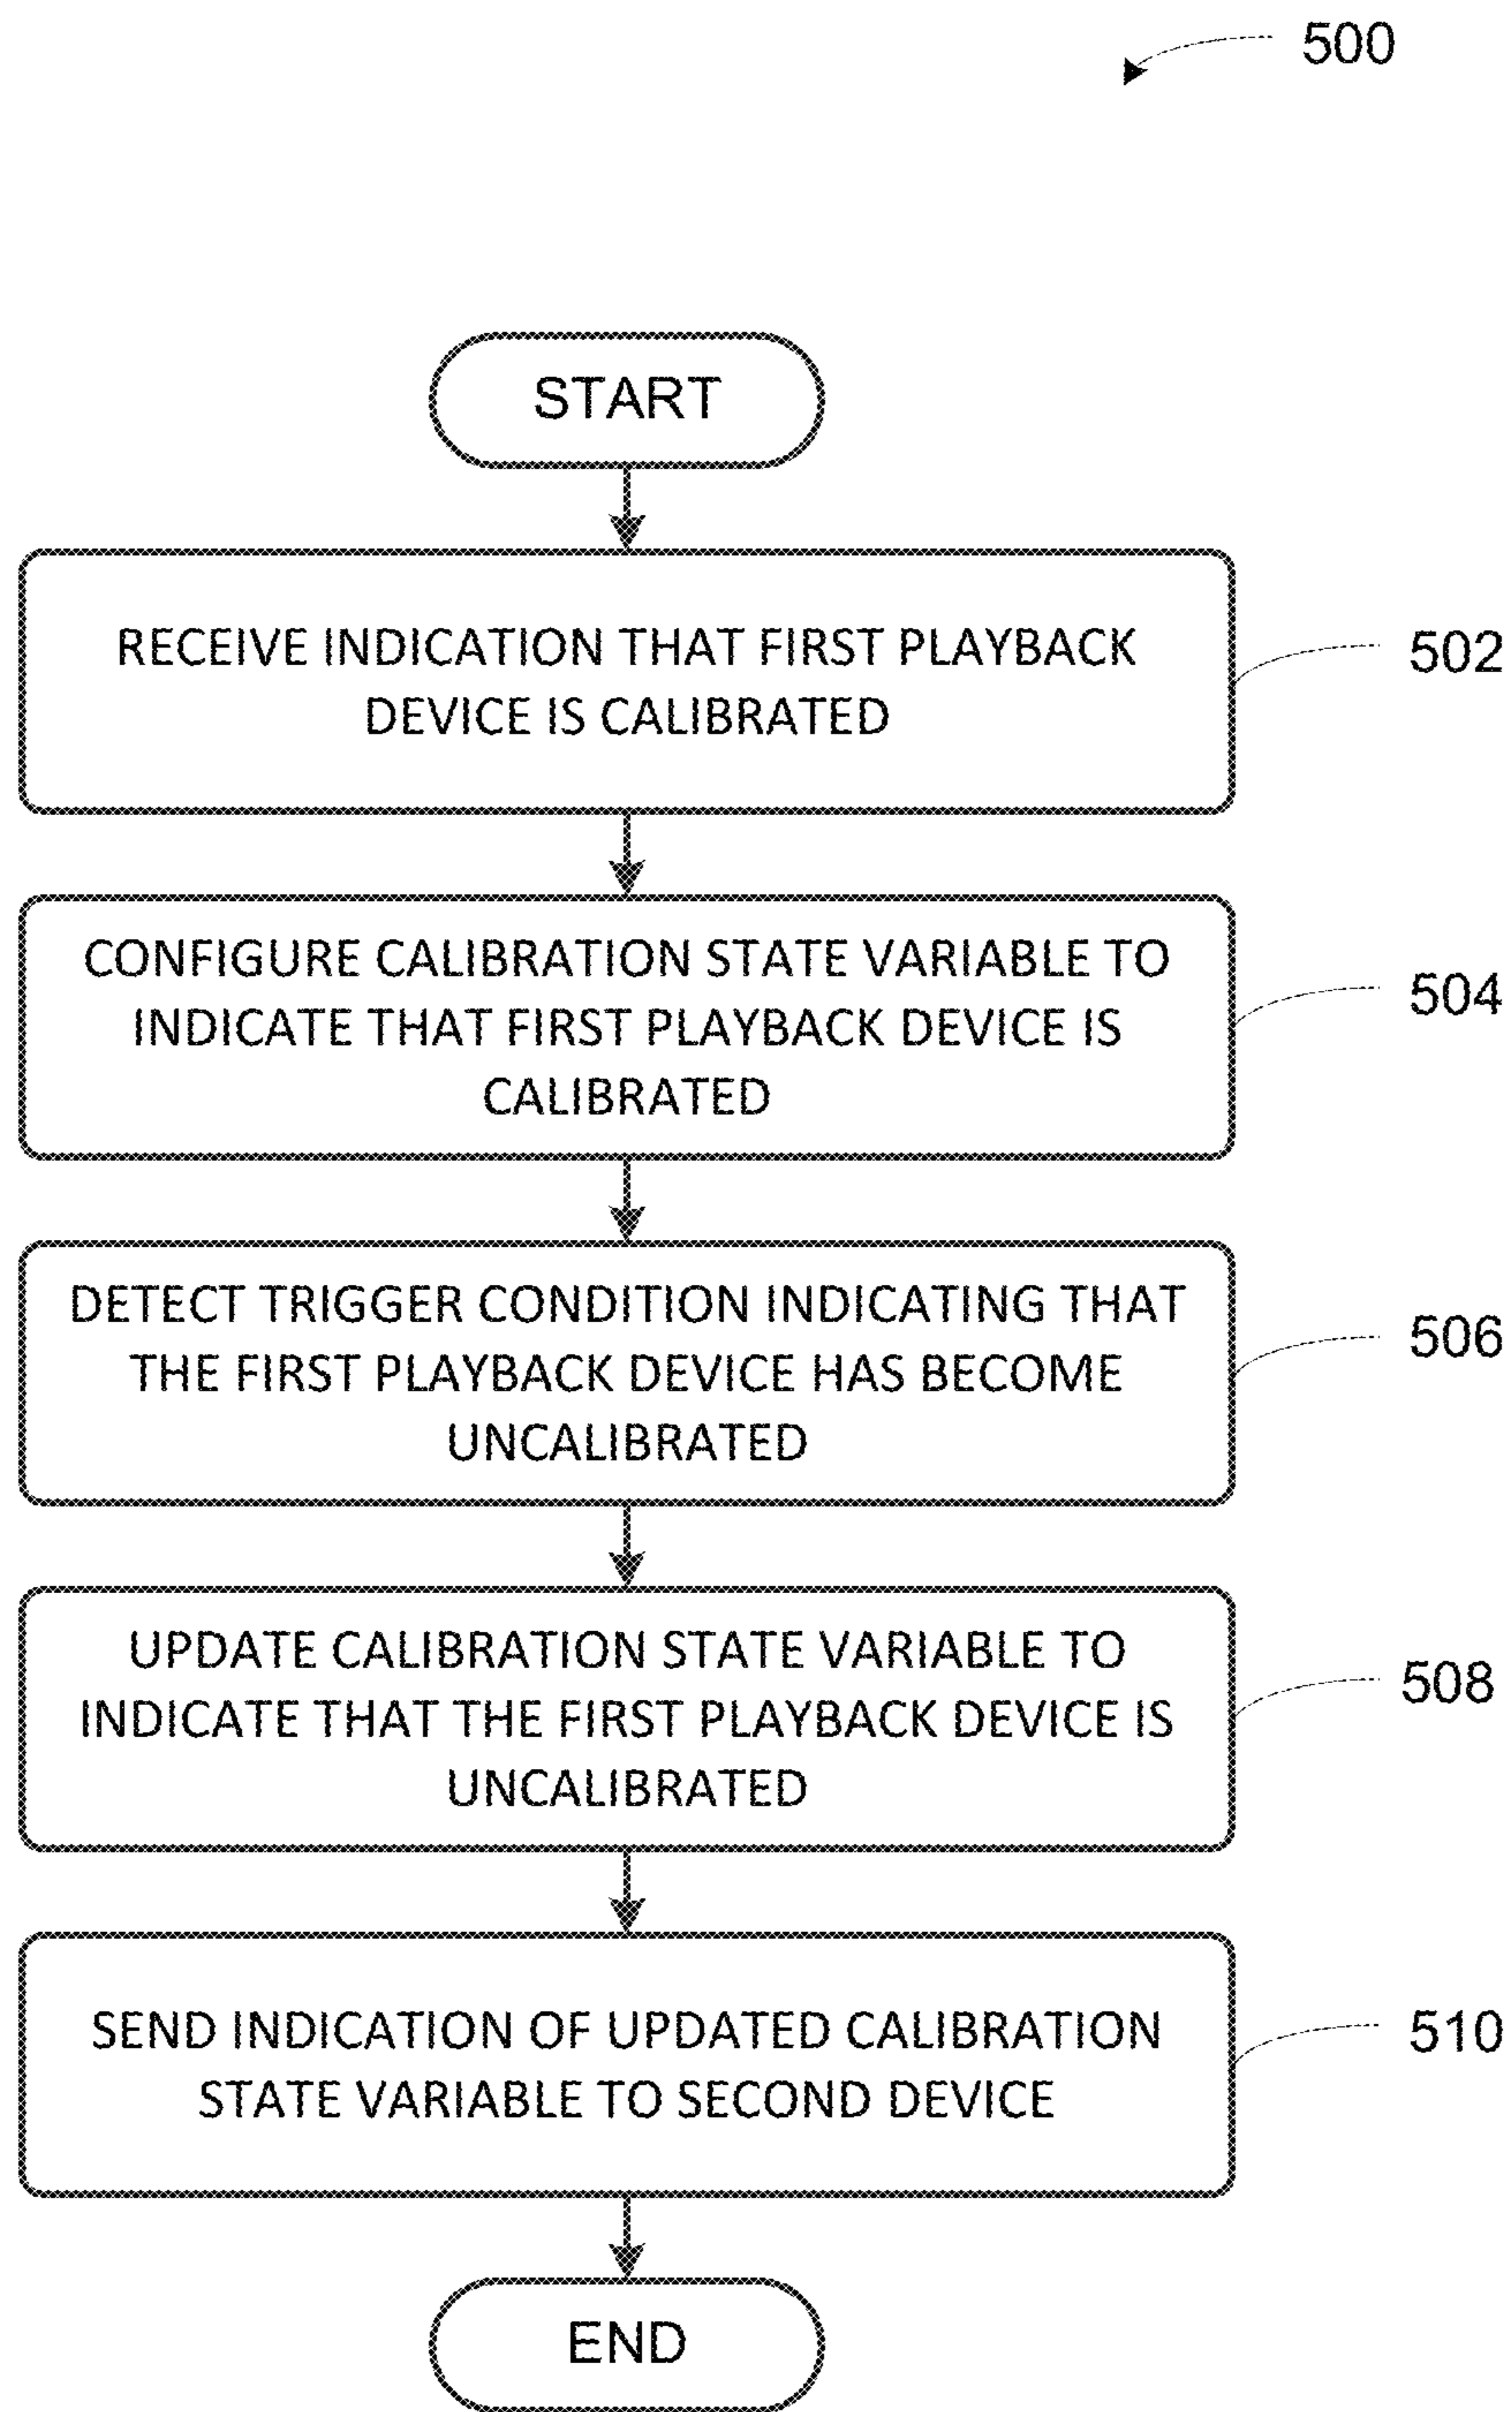 500
START
RECEIVE INDICATION THAT FIRST PLAYBACK
DEVICE IS CALIBRATED
502
CONFIGURE CALIBRATION STATE VARIABLE TO
INDICATE THAT FIRST PLAYBACK DEVICE IS
CALIBRATED
504
DETECT TRIGGER CONDITION INDICATING THAT
THE FIRST PLAYBACK DEVICE HAS BECOME
UNCALIBRATED
506
UPDATE CALIBRATION STATE VARIABLE TO
INDICATE THAT THE FIRST PLAYBACK DEVICE IS
UNCALIBRATED
508
SEND INDICATION OF UPDATED CALIBRATION
STATE VARIABLE TO SECOND DEVICE
510
END